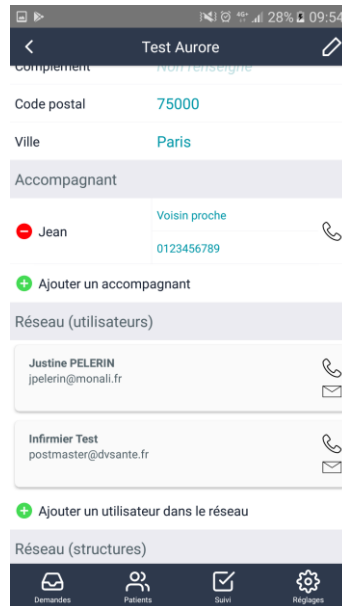 28% 09:54
Test Aurore
Complément Non renseigné
Code postal 75000
Ville Paris
Accompagnant
Voisin proche
Jean
0123456789
Ajouter un accompagnant
Réseau (utilisateurs)
Justine PELERIN
jpelerin@monali.fr
Infirmier Test
postmaster@dvsante.fr
Ajouter un utilisateur dans le réseau
Réseau (structures)
Demandes Patients Suivi Réglages